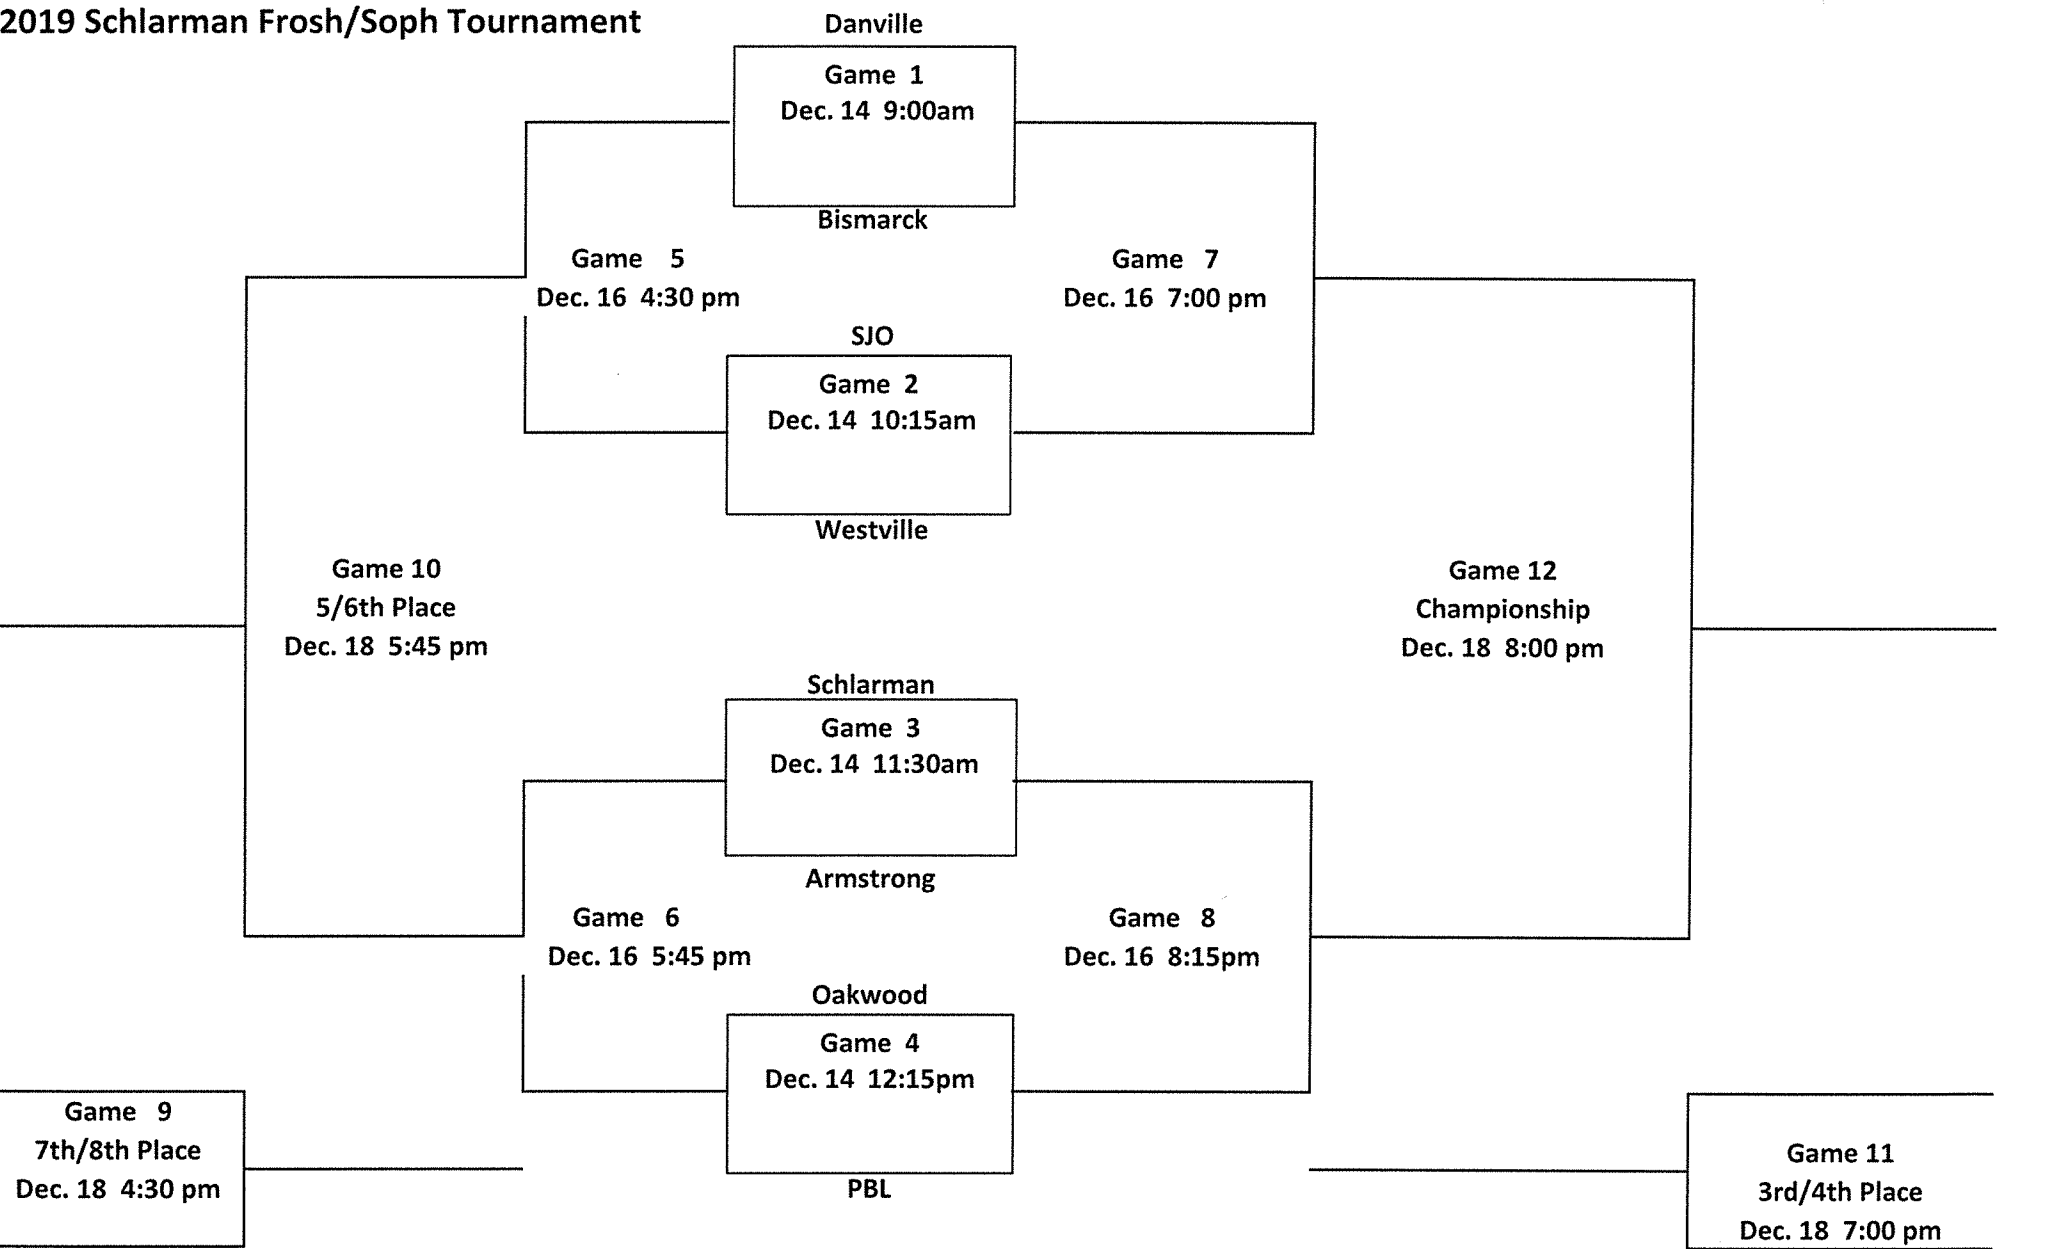 2019 Schlarman Frosh/Soph Tournament
Danville
Game 1
Dec. 14 9:00am
Bismarck
Game 5
Dec. 16 4:30 pm
Game 7
Dec. 16 7:00 pm
SJO
Game 2
Dec. 14 10:15am
Westville
Game 10
5/6th Place
Dec. 18 5:45 pm
Game 12
Championship
Dec. 18 8:00 pm
Schlarman
Game 3
Dec. 14 11:30am
Armstrong
Game 6
Dec. 16 5:45 pm
Game 8
Dec. 16 8:15pm
Oakwood
Game 4
Dec. 14 12:15pm
PBL
Game 9
7th/8th Place
Dec. 18 4:30 pm
Game 11
3rd/4th Place
Dec. 18 7:00 pm